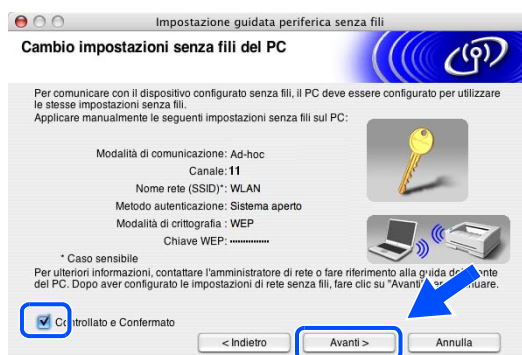 Impostazione guidata periferica senza fili
Cambio impostazioni senza fili del PC
Per comunicare con il dispositivo configurato senza fili, il PC deve essere configurato per utilizzare
le stesse impostazioni senza fili.
Applicare manualmente le seguenti impostazioni senza fili sul PC:
Modalità di comunicazione: Ad-hoc
Canale: 11
Nome rete (SSID)*: WLAN
Metodo autenticazione: Sistema aperto
Modalità di crittografia : WEP
Chiave WEP: ···············
* Caso sensibile
Per ulteriori informazioni, contattare l'amministratore di rete o fare riferimento alla guida
del PC. Dopo aver configurato le impostazioni di rete senza fili, fare clic su "Avanti"
Controllato e Confermato
< Indietro Avanti > Annulla